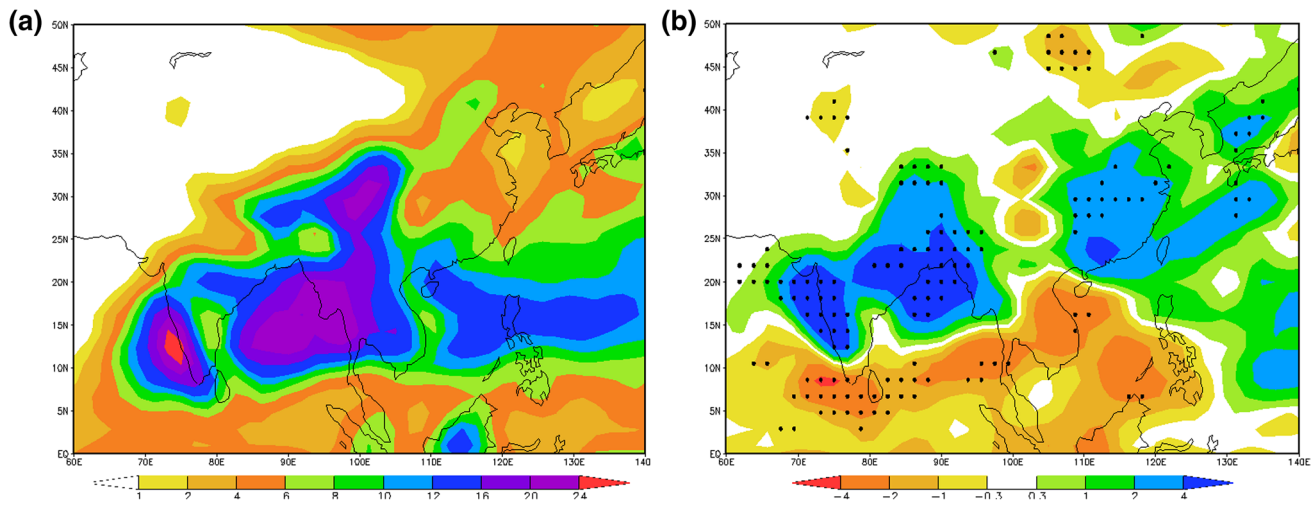 (a)
50N
45N
40N
35N
30N
25N
20N
15N
10N
5N
EQ
60E 70E 80E 90E 100E 110E 120E 130E 140
1 2 4 6 8 10 12 16 20 24
(b)
50N
45N
40N
35N
30N
25N
20N
15N
10N
5N
EQ
60E 70E 80E 90E 100E 110E 120E 130E 140E
-4 -2 -1 -0.3 0.3 1 2 4